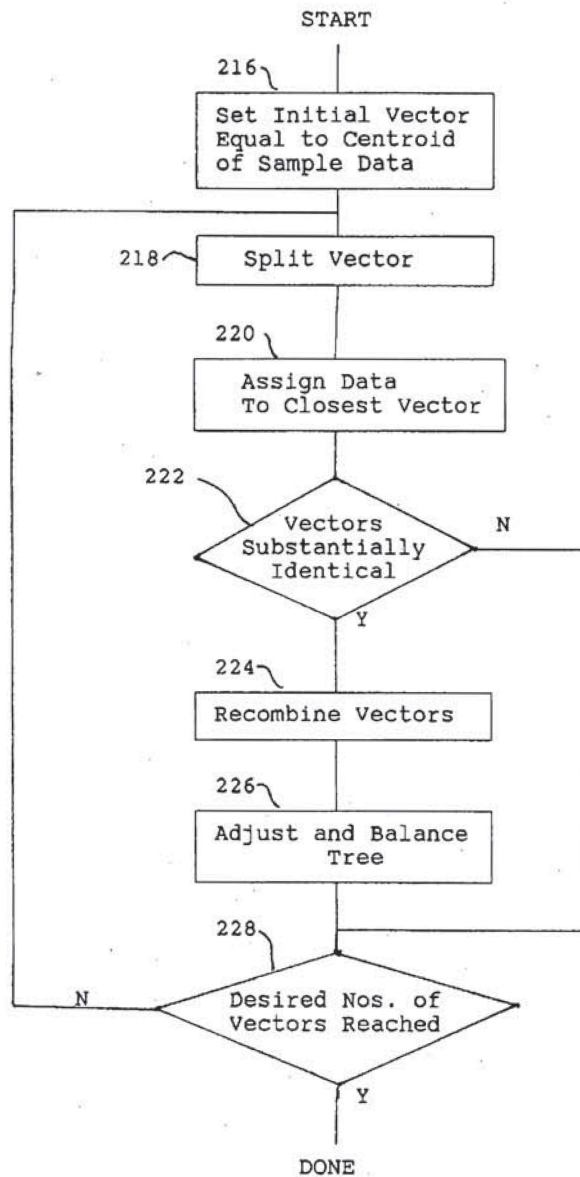 START
216
Set Initial Vector
Equal to Centroid
of Sample Data
218
Split Vector
220
Assign Data
To Closest Vector
222
Vectors
Substantially
Identical
N
Y
224
Recombine Vectors
226
Adjust and Balance
Tree
228
Desired Nos. of
Vectors Reached
N
Y
DONE